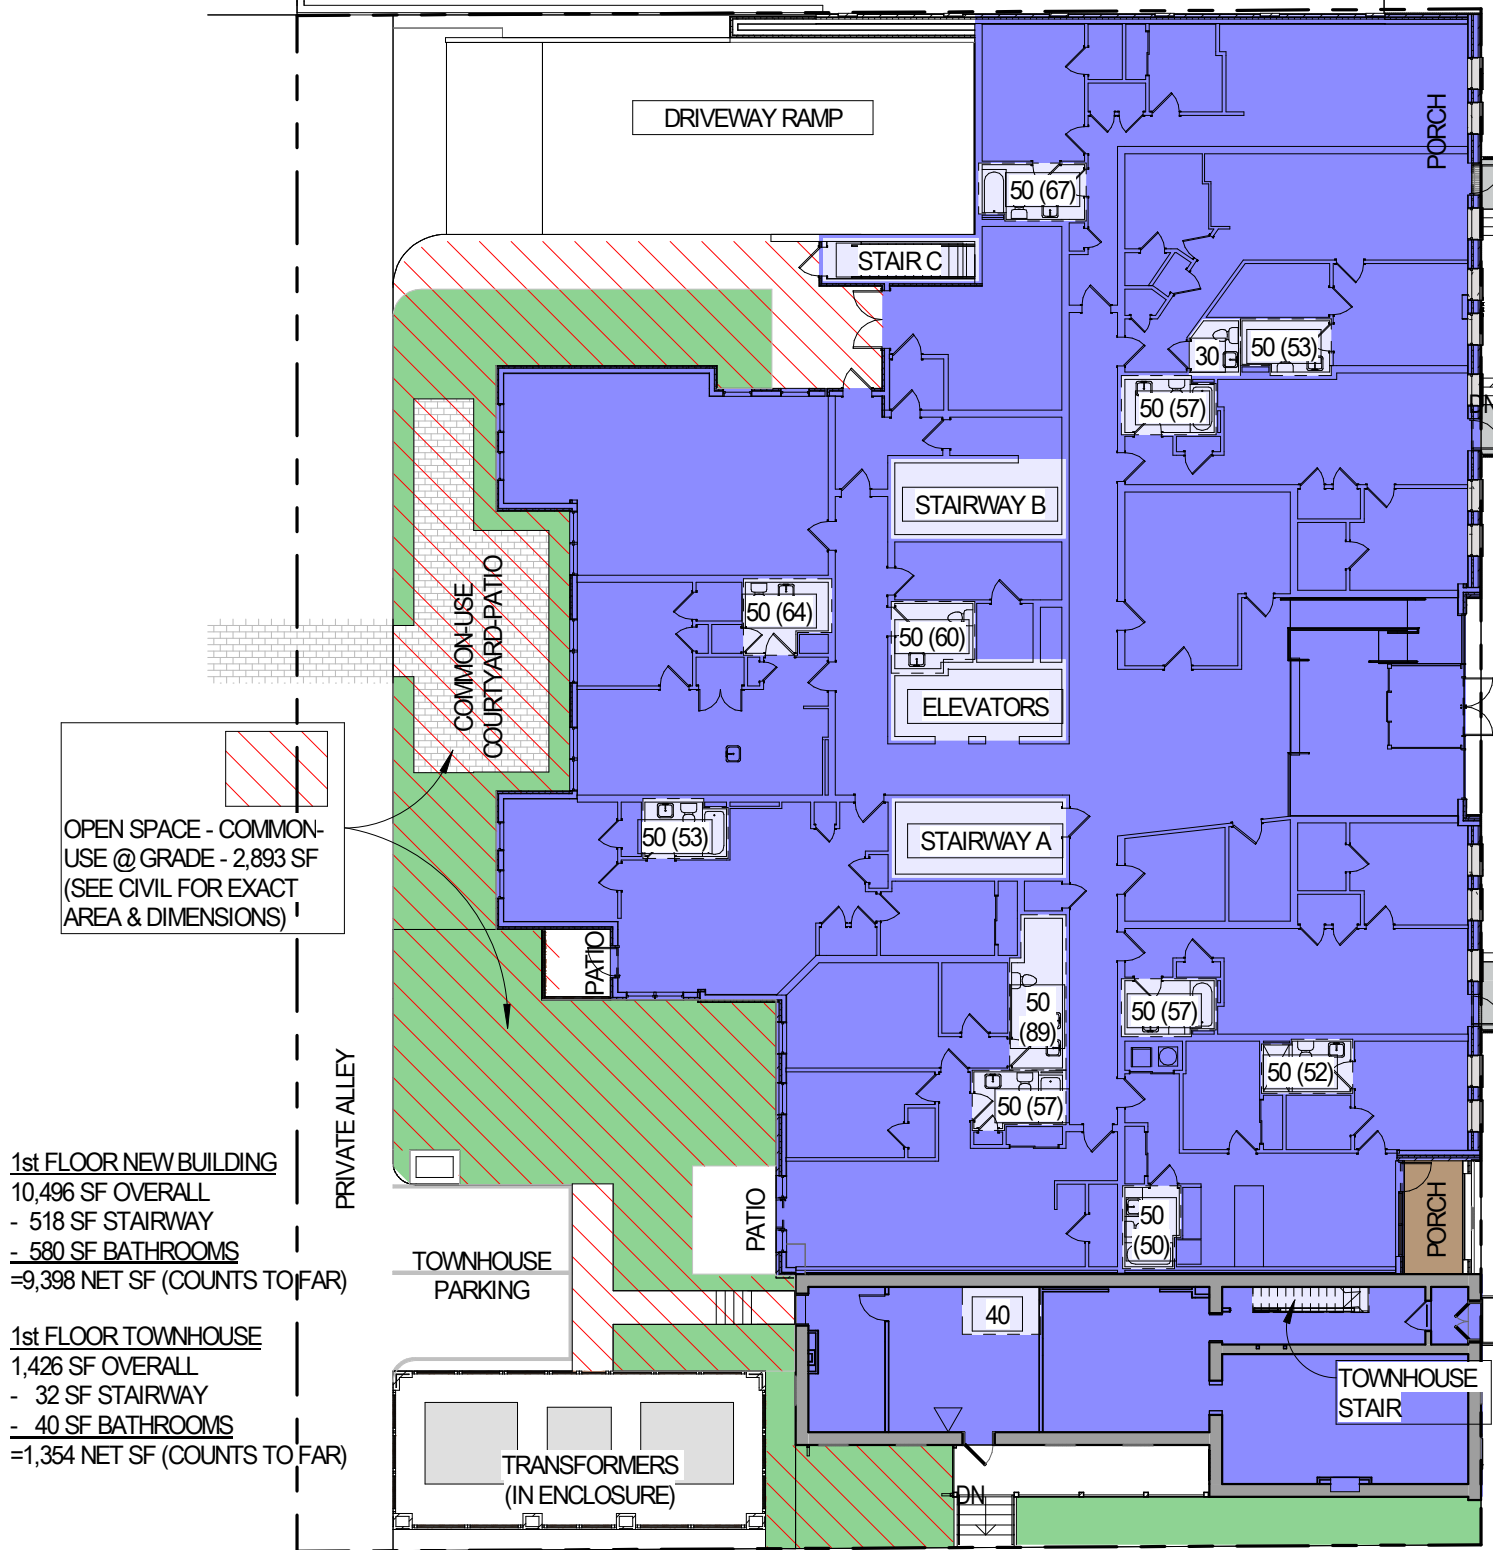 DRIVEWAY RAMP
PORCH
50 (67)
STAIR C
30
50 (53)
50 (57)
DN
STAIRWAY B
COMMON-USE
COURTYARD-PATIO
50 (64)
50 (60)
ELEVATORS
OPEN SPACE - COMMON-
USE @ GRADE - 2,893 SF
(SEE CIVIL FOR EXACT
AREA & DIMENSIONS)
50 (53)
STAIRWAY A
PATIO
50
(89)
50 (57)
50 (52)
50 (57)
PRIVATE ALLEY
1st FLOOR NEW BUILDING
10,496 SF OVERALL
- 518 SF STAIRWAY
- 580 SF BATHROOMS
=9,398 NET SF (COUNTS TO FAR)
PATIO
50
(50)
PORCH
TOWNHOUSE
PARKING
40
1st FLOOR TOWNHOUSE
1,426 SF OVERALL
- 32 SF STAIRWAY
- 40 SF BATHROOMS
=1,354 NET SF (COUNTS TO FAR)
TOWNHOUSE
STAIR
TRANSFORMERS
(IN ENCLOSURE)
DN